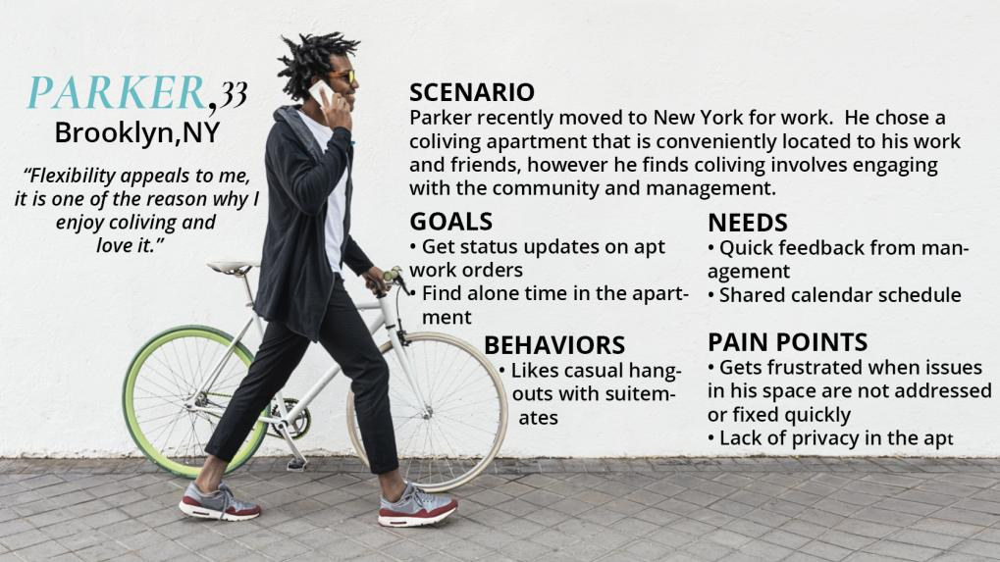 PARKER,33
Brooklyn,NY
“Flexibility appeals to me,
it is one of the reason why I
enjoy coliving and
love it.”
SCENARIO
Parker recently moved to New York for work.  He chose a
coliving apartment that is conveniently located to his work
and friends, however he finds coliving involves engaging
with the community and management.
GOALS
• Get status updates on apt
work orders
• Find alone time in the apart-
ment
NEEDS
• Quick feedback from man-
agement
• Shared calendar schedule
BEHAVIORS
• Likes casual hang-
outs with suitem-
ates
PAIN POINTS
• Gets frustrated when issues
in his space are not addressed
or fixed quickly
• Lack of privacy in the apt